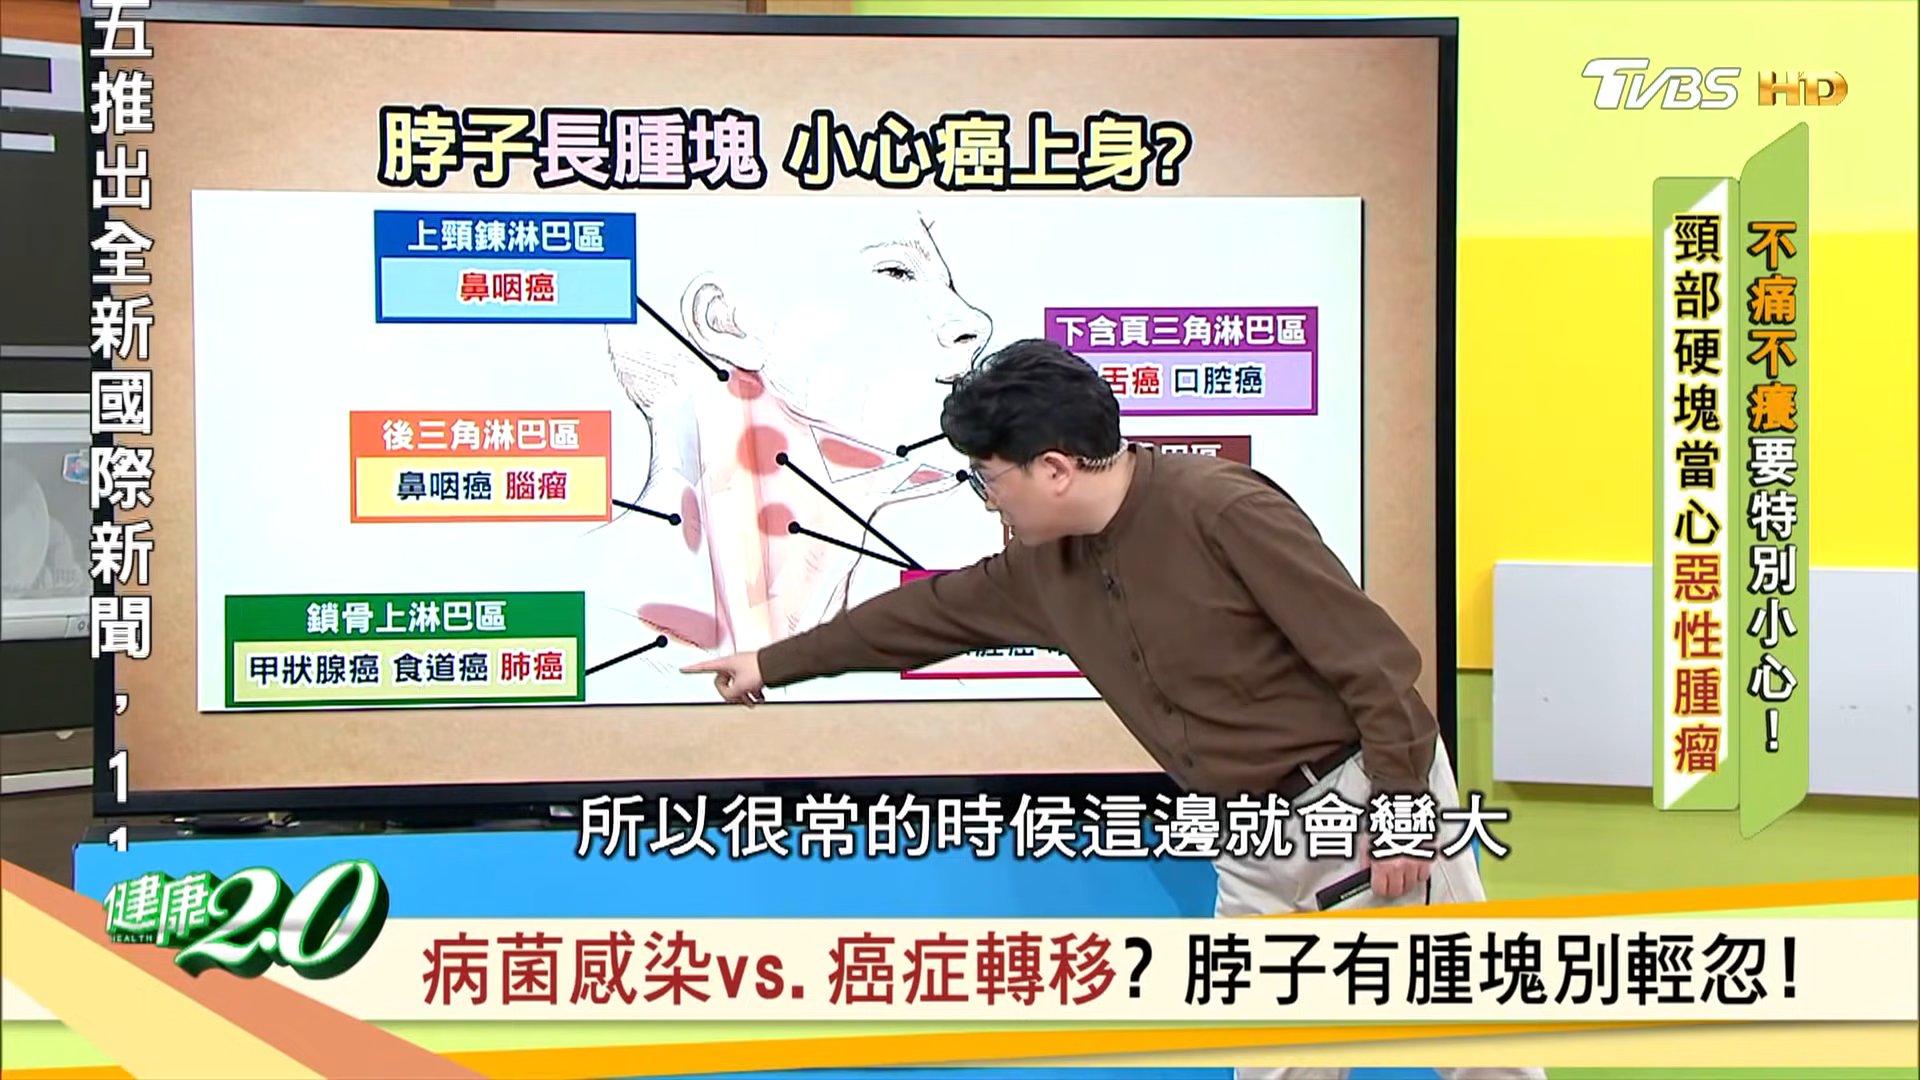 五推出全新國際新聞,11
TVBS HD
脖子長腫塊 小心癌上身?
上頸鍊淋巴區
鼻咽癌
下含頁三角淋巴區
舌癌 口腔癌
後三角淋巴區
鼻咽癌 腦瘤
鎖骨上淋巴區
甲狀腺癌 食道癌 肺癌
不痛不癢要特別小心!
頸部硬塊當心惡性腫瘤
所以很常的時候這邊就會變大
健康2.0
HEALTH
病菌感染vs.癌症轉移? 脖子有腫塊別輕忽!